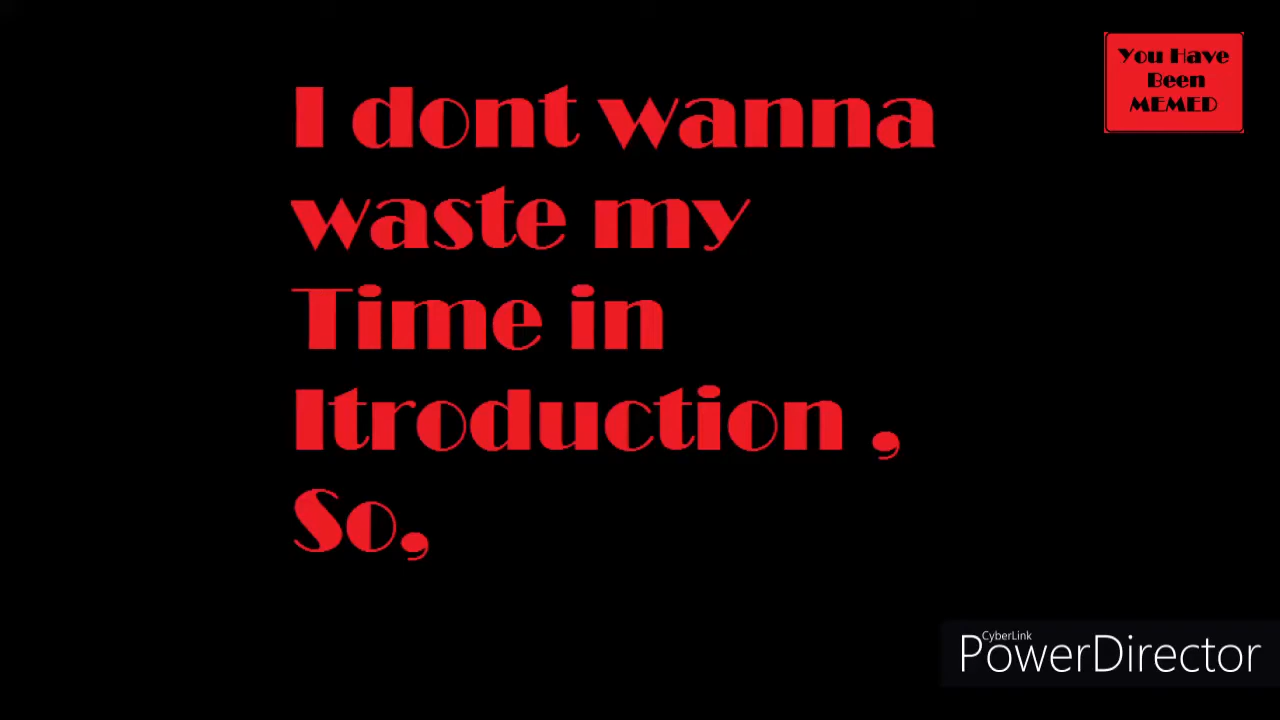 I dont wanna
waste my
Time in
Itroduction ,
So,
You Have
Been
MEMED
CyberLink
PowerDirector